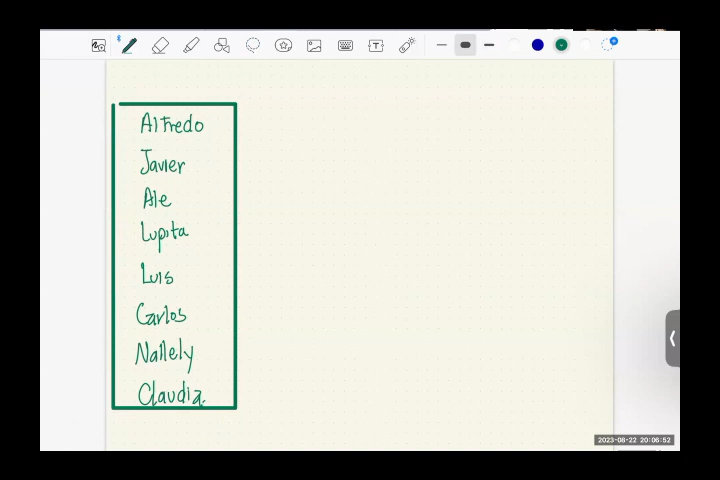 Alfredo
Javier
Ale
Lupita
Luis
Carlos
Nallely
Claudia.
2023-08-22 20:06:52